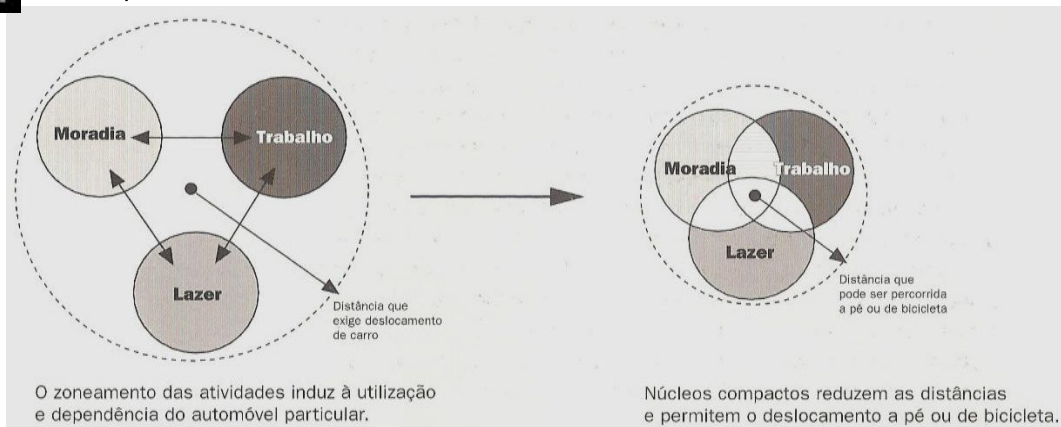 Moradia
Trabalho
Lazer
Distância que
exige deslocamento
de carro
O zoneamento das atividades induz à utilização
e dependência do automóvel particular.
Moradia
Trabalho
Lazer
Distância que
pode ser percorrida
a pé ou de bicicleta
Núcleos compactos reduzem as distâncias
e permitem o deslocamento a pé ou de bicicleta.